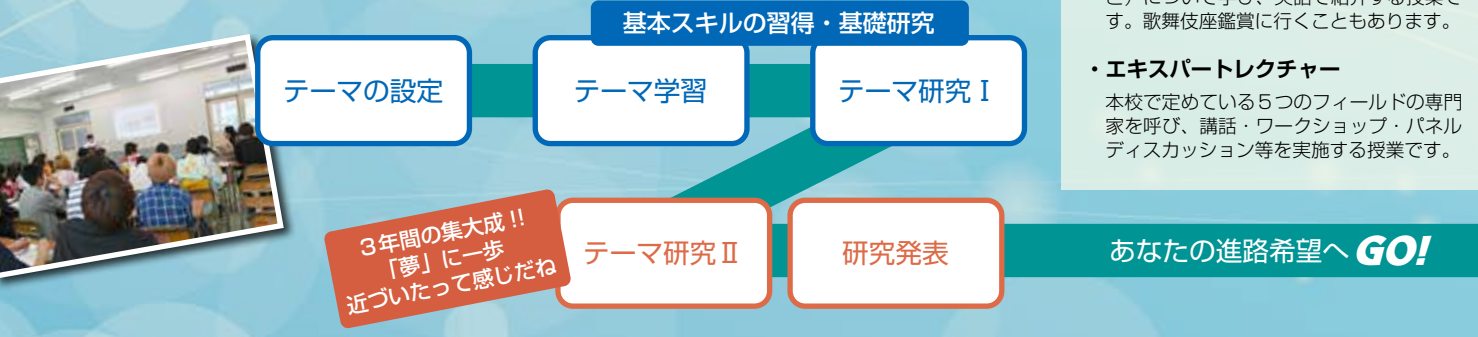 基本スキルの習得・基礎研究
テーマの設定
テーマ学習
テーマ研究Ⅰ
3年間の集大成!!
「夢」に一歩
近づいたって感じだね
テーマ研究Ⅱ
研究発表
あなたの進路希望へ GO!
す。歌舞伎座鑑賞に行くこともあります。
・エキスパートレクチャー
本校で定めている5つのフィールドの専門
家を呼び、講話・ワークショップ・パネル
ディスカッション等を実施する授業です。